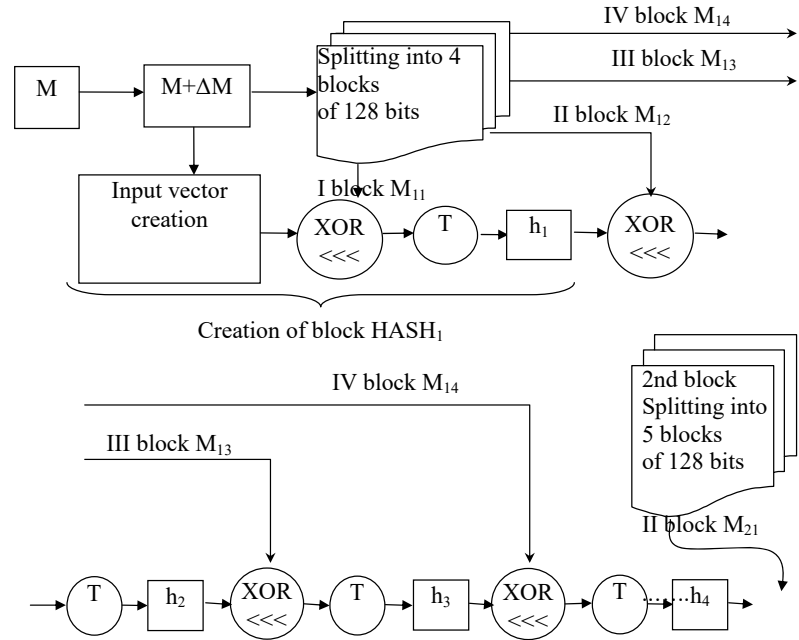 IV block M₁₄
III block M₁₃
M
M+ΔM
Splitting into 4
blocks
of 128 bits
II block M₁₂
Input vector
creation
I block M₁₁
XOR
<<<
T
h₁
XOR
<<<
Creation of block HASH₁
IV block M₁₄
III block M₁₃
2nd block
Splitting into
5 blocks
of 128 bits
II block M₂₁
T
h₂
XOR
<<<
T
h₃
XOR
<<<
T
.......h₄